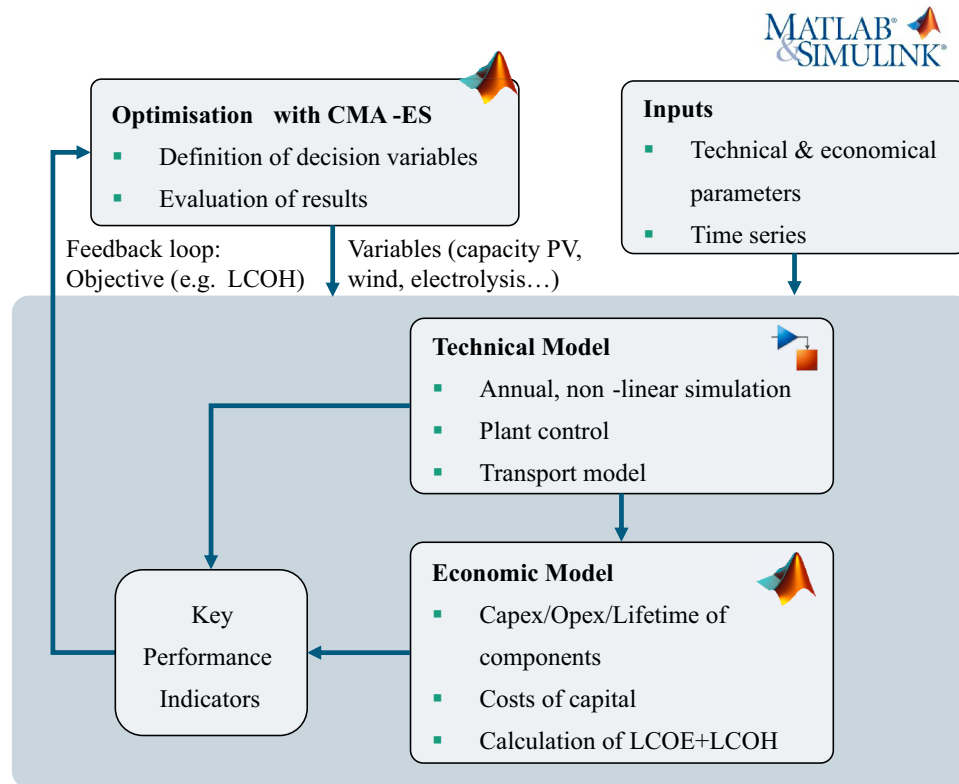 MATLAB®
&SIMULINK®
Optimisation with CMA -ES
▪ Definition of decision variables
▪ Evaluation of results
Inputs
▪ Technical & economical
parameters
▪ Time series
Feedback loop:
Objective (e.g. LCOH)
Variables (capacity PV,
wind, electrolysis…)
Technical Model
▪ Annual, non -linear simulation
▪ Plant control
▪ Transport model
Economic Model
▪ Capex/Opex/Lifetime of
components
▪ Costs of capital
▪ Calculation of LCOE+LCOH
Key
Performance
Indicators